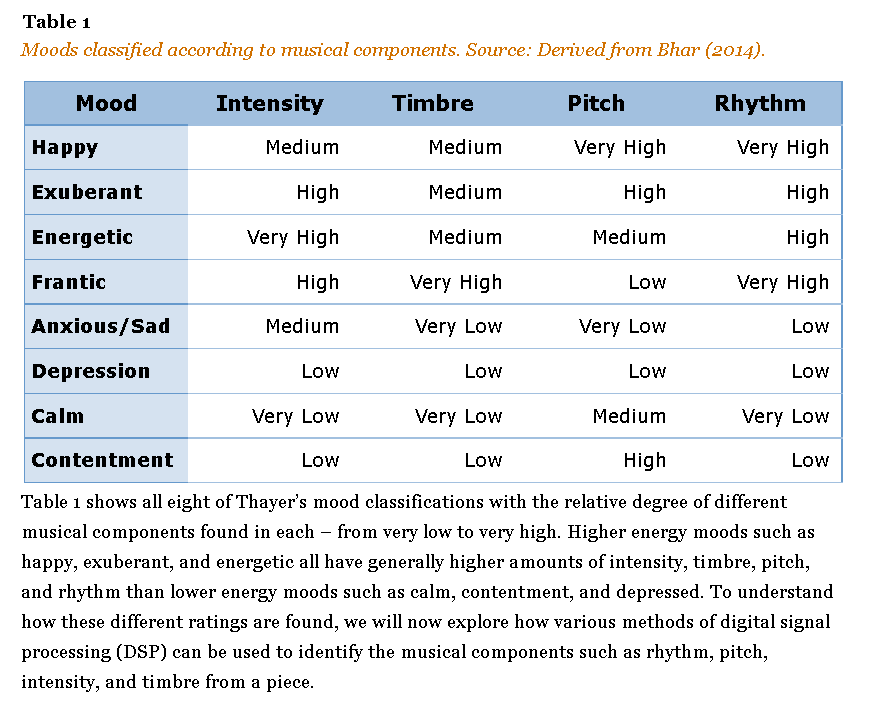 Table 1
Moods classified according to musical components. Source: Derived from Bhar (2014).
Mood Intensity Timbre Pitch Rhythm
Happy Medium Medium Very High Very High
Exuberant High Medium High High
Energetic Very High Medium Medium High
Frantic High Very High Low Very High
Anxious/Sad Medium Very Low Very Low Low
Depression Low Low Low Low
Calm Very Low Very Low Medium Very Low
Contentment Low Low High Low
Table 1 shows all eight of Thayer’s mood classifications with the relative degree of different
musical components found in each – from very low to very high. Higher energy moods such as
happy, exuberant, and energetic all have generally higher amounts of intensity, timbre, pitch,
and rhythm than lower energy moods such as calm, contentment, and depressed. To understand
how these different ratings are found, we will now explore how various methods of digital signal
processing (DSP) can be used to identify the musical components such as rhythm, pitch,
intensity, and timbre from a piece.